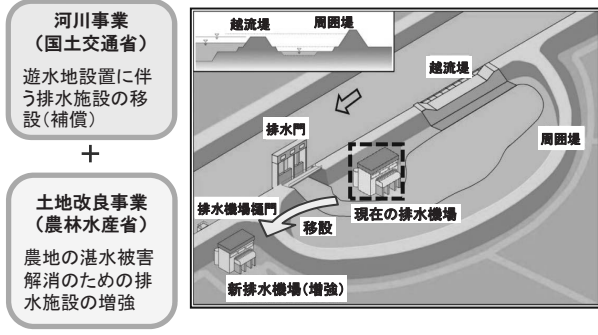 河川事業
（国土交通省）
遊水地設置に伴
う排水施設の移
設（補償）
＋
土地改良事業
（農林水産省）
農地の湛水被害
解消のための排
水施設の増強
越流堤
周囲堤
越流堤
排水門
周囲堤
排水機場樋門
現在の排水機場
移設
新排水機場（増強）